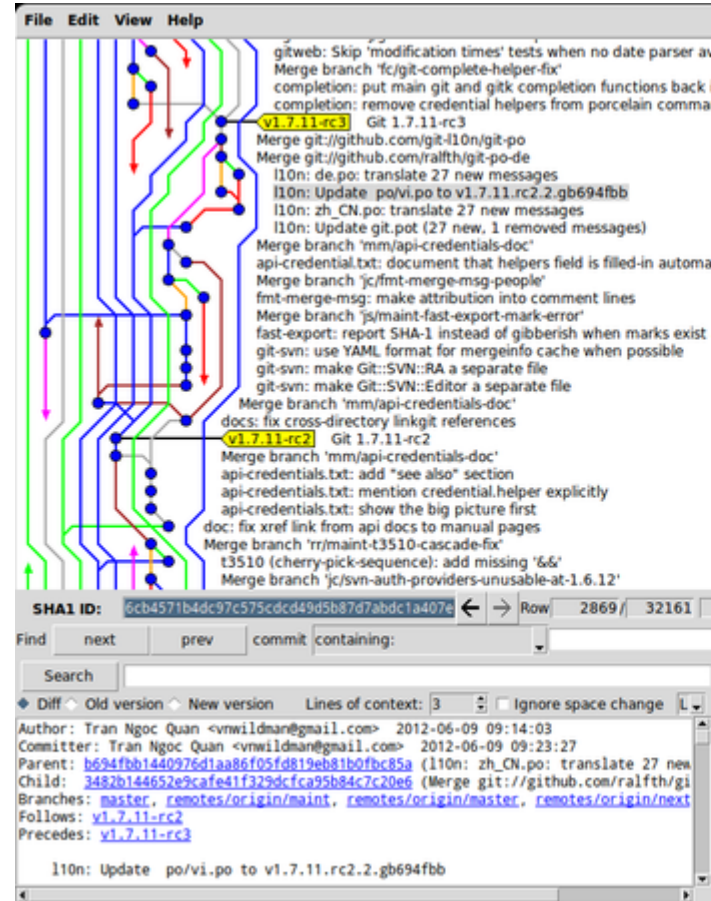 File Edit View Help
gitweb: Skip 'modification times' tests when no date parser av
Merge branch 'fc/git-complete-helper-fix'
completion: put main git and gitk completion functions back i
completion: remove credential helpers from porcelain comma
v1.7.11-rc3 Git 1.7.11-rc3
Merge git://github.com/git-l10n/git-po
Merge git://github.com/ralfth/git-po-de
l10n: de.po: translate 27 new messages
l10n: Update po/vi.po to v1.7.11.rc2.2.gb694fbb
l10n: zh_CN.po: translate 27 new messages
l10n: Update git.pot (27 new, 1 removed messages)
Merge branch 'mm/api-credentials-doc'
api-credential.txt: document that helpers field is filled-in automa
Merge branch 'jc/fmt-merge-msg-people'
fmt-merge-msg: make attribution into comment lines
Merge branch 'js/maint-fast-export-mark-error'
fast-export: report SHA-1 instead of gibberish when marks exist
git-svn: use YAML format for mergeinfo cache when possible
git-svn: make Git::SVN::RA a separate file
git-svn: make Git::SVN::Editor a separate file
Merge branch 'mm/api-credentials-doc'
docs: fix cross-directory linkgit references
v1.7.11-rc2 Git 1.7.11-rc2
Merge branch 'mm/api-credentials-doc'
api-credentials.txt: add "see also" section
api-credentials.txt: mention credential.helper explicitly
api-credentials.txt: show the big picture first
doc: fix xref link from api docs to manual pages
Merge branch 'rr/maint-t3510-cascade-fix'
t3510 (cherry-pick-sequence): add missing '&&'
Merge branch 'jc/svn-auth-providers-unusable-at-1.6.12'
SHA1 ID: 6cb4571b4dc97c575cdcd49d5b87d7abdc1a407e Row 2869 / 32161
Find next prev commit containing:
Search
Diff Old version New version Lines of context: 3 Ignore space change L
Author: Tran Ngoc Quan <vnwildman@gmail.com> 2012-06-09 09:14:03
Committer: Tran Ngoc Quan <vnwildman@gmail.com> 2012-06-09 09:23:27
Parent: b694fbb1440976d1aa86f05fd819eb81b0fbc85a (l10n: zh_CN.po: translate 27 new
Child: 3482b144652e9cafe41f329dcfca95b84c7c20e6 (Merge git://github.com/ralfth/gi
Branches: master, remotes/origin/maint, remotes/origin/master, remotes/origin/next
Follows: v1.7.11-rc2
Precedes: v1.7.11-rc3
l10n: Update po/vi.po to v1.7.11.rc2.2.gb694fbb